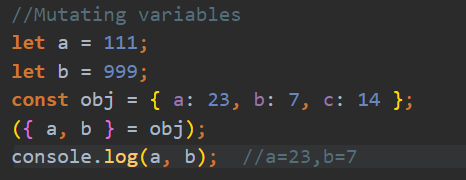 //Mutating variables
let a = 111;
let b = 999;
const obj = { a: 23, b: 7, c: 14 };
({ a, b } = obj);
console.log(a, b);  //a=23,b=7